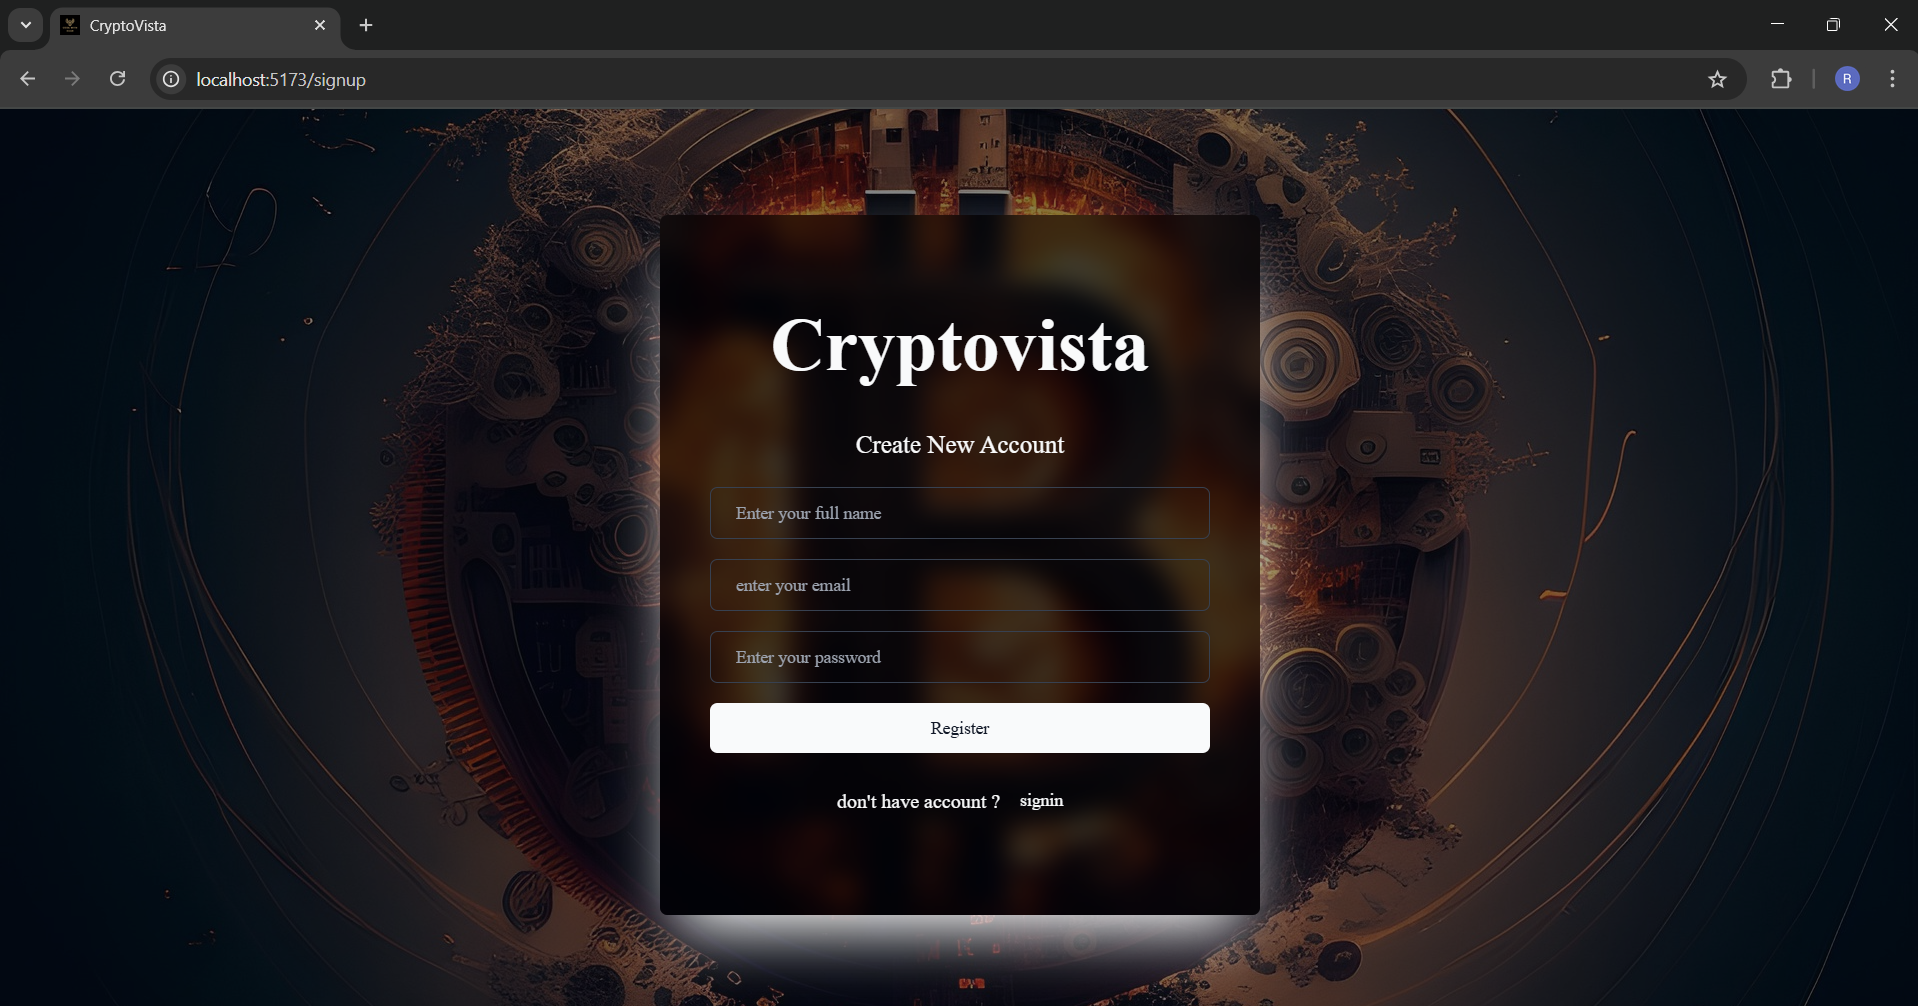 CryptoVista
localhost:5173/signup
R
Cryptovista
Create New Account
Enter your full name
enter your email
Enter your password
Register
don't have account ? signin